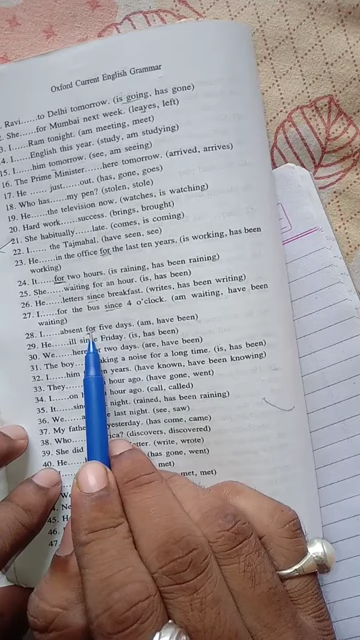 Oxford Current English Grammar
Ravi......to Delhi tomorrow. (is going, has gone)
2. She......for Mumbai next week. (leaves, left)
3. I......Ram tonight. (am meeting, meet)
4. I......English this year. (study, am studying)
15. I......him tomorrow. (see, am seeing)
16. The Prime Minister......here tomorrow. (arrived, arrives)
17. He ...... just......out. (has, gone, goes)
18. Who has......my pen? (stolen, stole)
19. He......the television now. (watches, is watching)
20. Hard work......success. (brings, brought)
21. She habitually......late. (comes, is coming)
22. I...... the Tajmahal. (have seen, see)
23. He......in the office for the last ten years. (is working, has been
working)
24. It......for two hours. (is raining, has been raining)
25. She......waiting for an hour. (is, has been)
26. He......letters since breakfast. (writes, has been writing)
27. I......for the bus since 4 o'clock. (am waiting, have been
waiting)
28. I......absent for five days. (am, have been)
29. He......ill since Friday. (is, has been)
30. We......here for two days. (are, have been)
31. The boy making a noise for a long time. (is, has been)
32. I......him years. (have known, have been knowing)
33. They hour ago. (have gone, went)
34. I...... hour ago. (call, called)
35. It......sin night. (rained, has been raining)
36. We...... last night. (see, saw)
37. My fathe yesterday. (has come, came)
38. Who...... (discovers, discovered)
39. She did etter. (write, wrote)
40. He.... (has gone, went)
met)
met, met)
44. Ne
45. H
46.
47